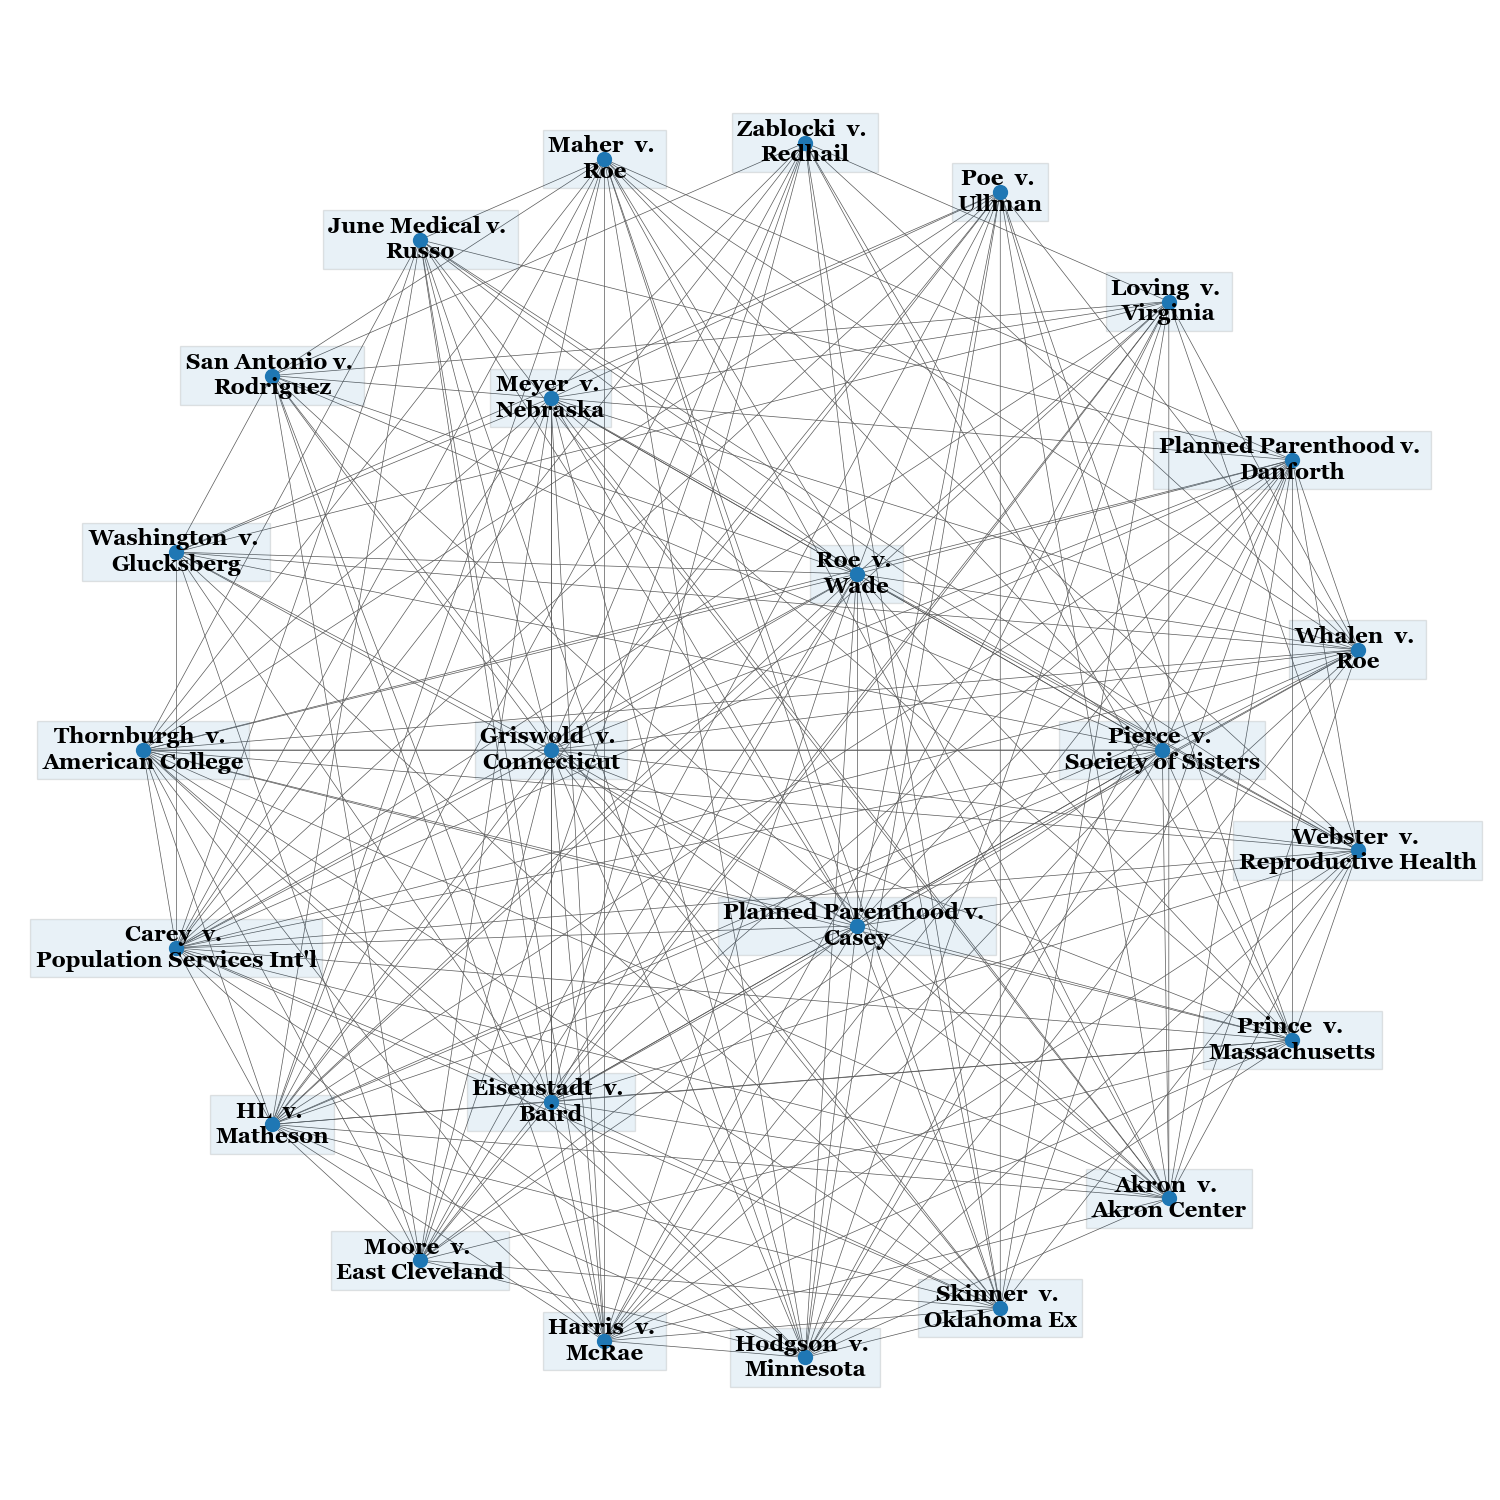 Zablocki v.
Redhail
Maher v.
Roe
Poe v.
Ullman
June Medical v.
Russo
Loving v.
Virginia
San Antonio v.
Rodriguez
Meyer v.
Nebraska
Planned Parenthood v.
Danforth
Washington v.
Glucksberg
Roe v.
Wade
Whalen v.
Roe
Thornburgh v.
American College
Griswold v.
Connecticut
Pierce v.
Society of Sisters
Webster v.
Reproductive Health
Planned Parenthood v.
Casey
Carey v.
Population Services Int'l
Prince v.
Massachusetts
Eisenstadt v.
Baird
HL v.
Matheson
Akron v.
Akron Center
Moore v.
East Cleveland
Skinner v.
Oklahoma Ex
Harris v.
McRae
Hodgson v.
Minnesota